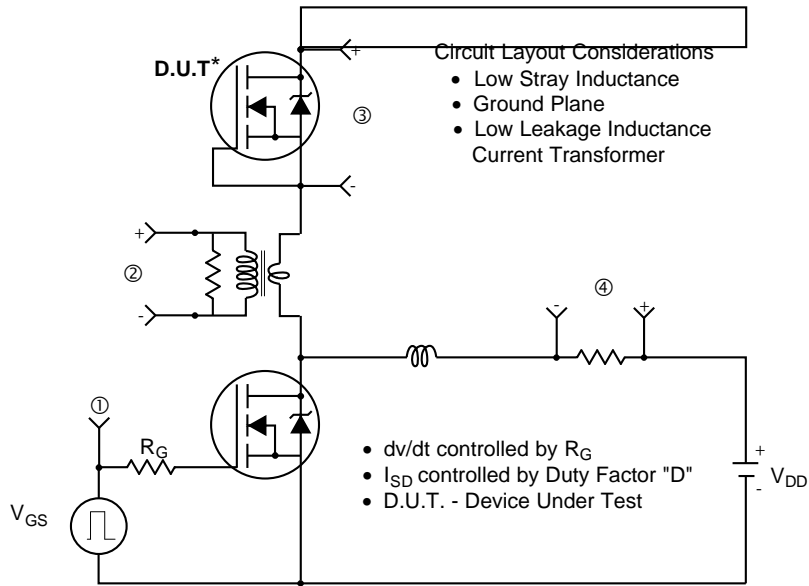 D.U.T*
+
Circuit Layout Considerations
• Low Stray Inductance
• Ground Plane
• Low Leakage Inductance
Current Transformer
③
-
+
②
-
④
-
+
①
RG
• dv/dt controlled by RG
• ISD controlled by Duty Factor "D"
• D.U.T. - Device Under Test
+
VDD
-
VGS